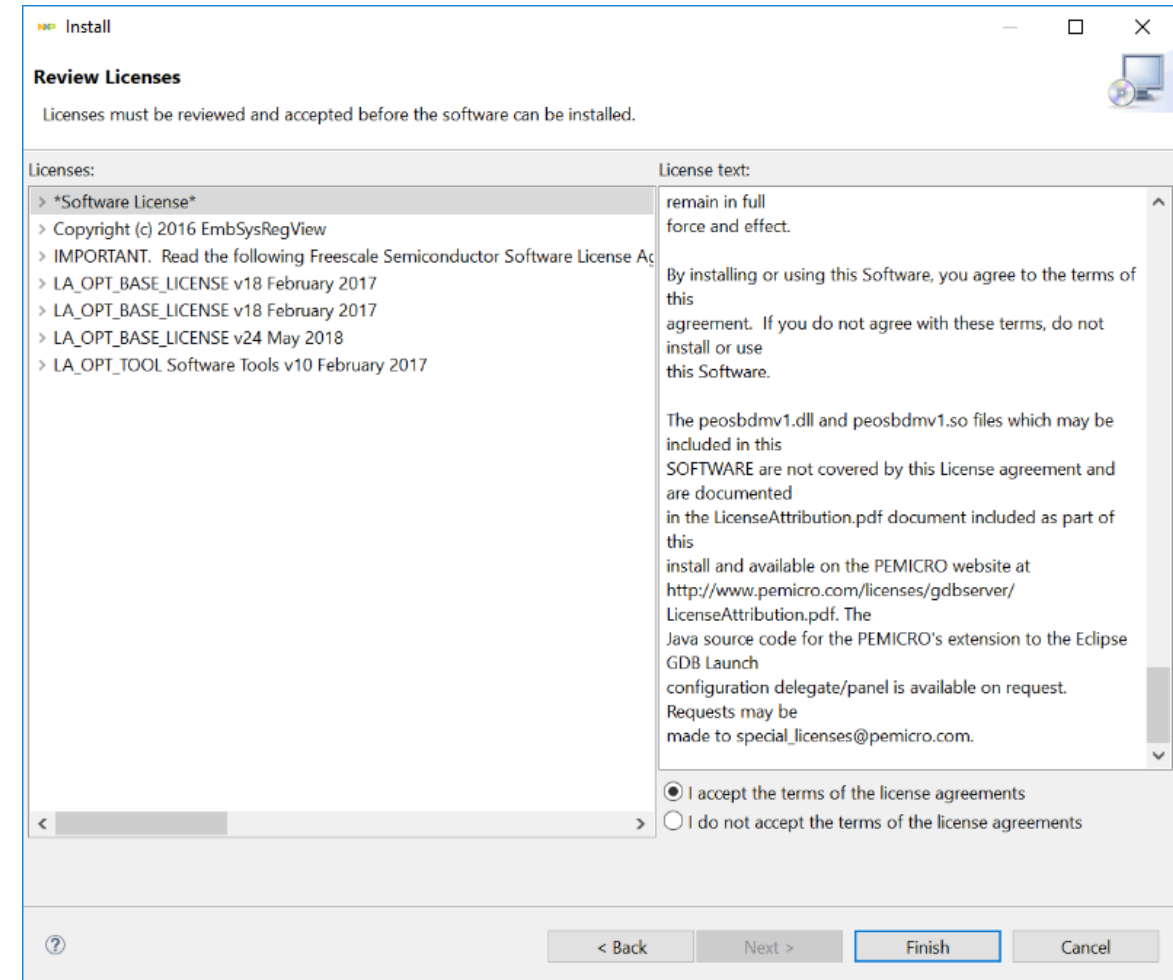 NXP Install
Review Licenses
Licenses must be reviewed and accepted before the software can be installed.
Licenses:
> *Software License*
> Copyright (c) 2016 EmbSysRegView
> IMPORTANT.  Read the following Freescale Semiconductor Software License Ag
> LA_OPT_BASE_LICENSE v18 February 2017
> LA_OPT_BASE_LICENSE v18 February 2017
> LA_OPT_BASE_LICENSE v24 May 2018
> LA_OPT_TOOL Software Tools v10 February 2017
License text:
remain in full
force and effect.
By installing or using this Software, you agree to the terms of
this
agreement.  If you do not agree with these terms, do not
install or use
this Software.
The peosbdmv1.dll and peosbdmv1.so files which may be
included in this
SOFTWARE are not covered by this License agreement and
are documented
in the LicenseAttribution.pdf document included as part of
this
install and available on the PEMICRO website at
http://www.pemicro.com/licenses/gdbserver/
LicenseAttribution.pdf. The
Java source code for the PEMICRO's extension to the Eclipse
GDB Launch
configuration delegate/panel is available on request.
Requests may be
made to special_licenses@pemicro.com.
I accept the terms of the license agreements
I do not accept the terms of the license agreements
? < Back Next > Finish Cancel